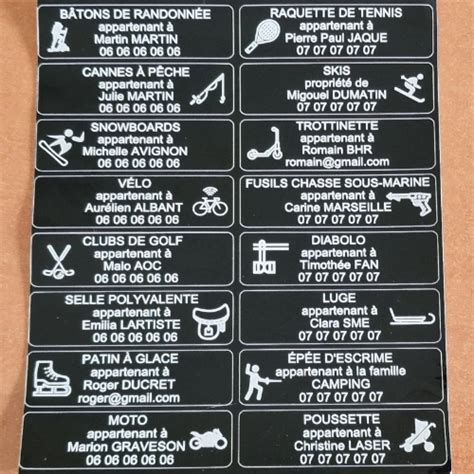 BÂTONS DE RANDONNÉE
appartenant à
Martin MARTIN
06 06 06 06 06
RAQUETTE DE TENNIS
appartenant à
Pierre Paul JAQUE
07 07 07 07 07
CANNES À PÊCHE
appartenant à
Julie MARTIN
06 06 06 06 06
SKIS
propriété de
Migouel DUMATIN
07 07 07 07 07
SNOWBOARDS
appartenant à
Michelle AVIGNON
06 06 06 06 06
TROTTINETTE
appartenant à
Romain BHR
romain@gmail.com
VÉLO
appartenant à
Aurélien ALBANT
06 06 06 06 06
FUSILS CHASSE SOUS-MARINE
appartenant à
Carine MARSEILLE
07 07 07 07 07
CLUBS DE GOLF
appartenant à
Maio AOC
06 06 06 06 06
DIABOLO
appartenant à
Timothée FAN
07 07 07 07 07
SELLE POLYVALENTE
appartenant à
Emilia LARTISTE
06 06 06 06 06
LUGE
appartenant à
Clara SME
07 07 07 07 07
PATIN À GLACE
appartenant à
Roger DUCRET
roger@gmail.com
ÉPÉE D'ESCRIME
appartenant à la famille
CAMPING
07 07 07 07 07
MOTO
appartenant à
Marion GRAVESON
06 06 06 06 06
POUSSETTE
appartenant à
Christine LASER
07 07 07 07 07